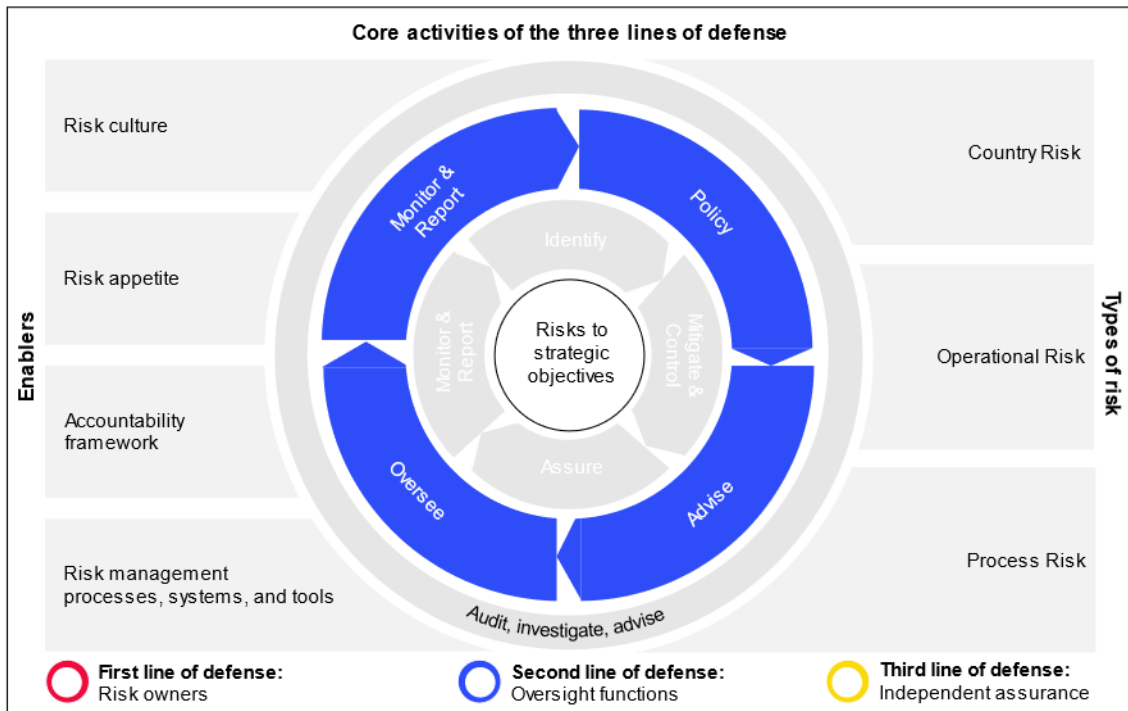 Core activities of the three lines of defense
Enablers
Risk culture
Risk appetite
Accountability
framework
Risk management
processes, systems, and tools
Monitor &
Report
Policy
Advise
Oversee
Identify
Mitigate &
Control
Assure
Monitor &
Report
Risks to
strategic
objectives
Audit, investigate, advise
Country Risk
Operational Risk
Process Risk
Types of risk
First line of defense:
Risk owners
Second line of defense:
Oversight functions
Third line of defense:
Independent assurance